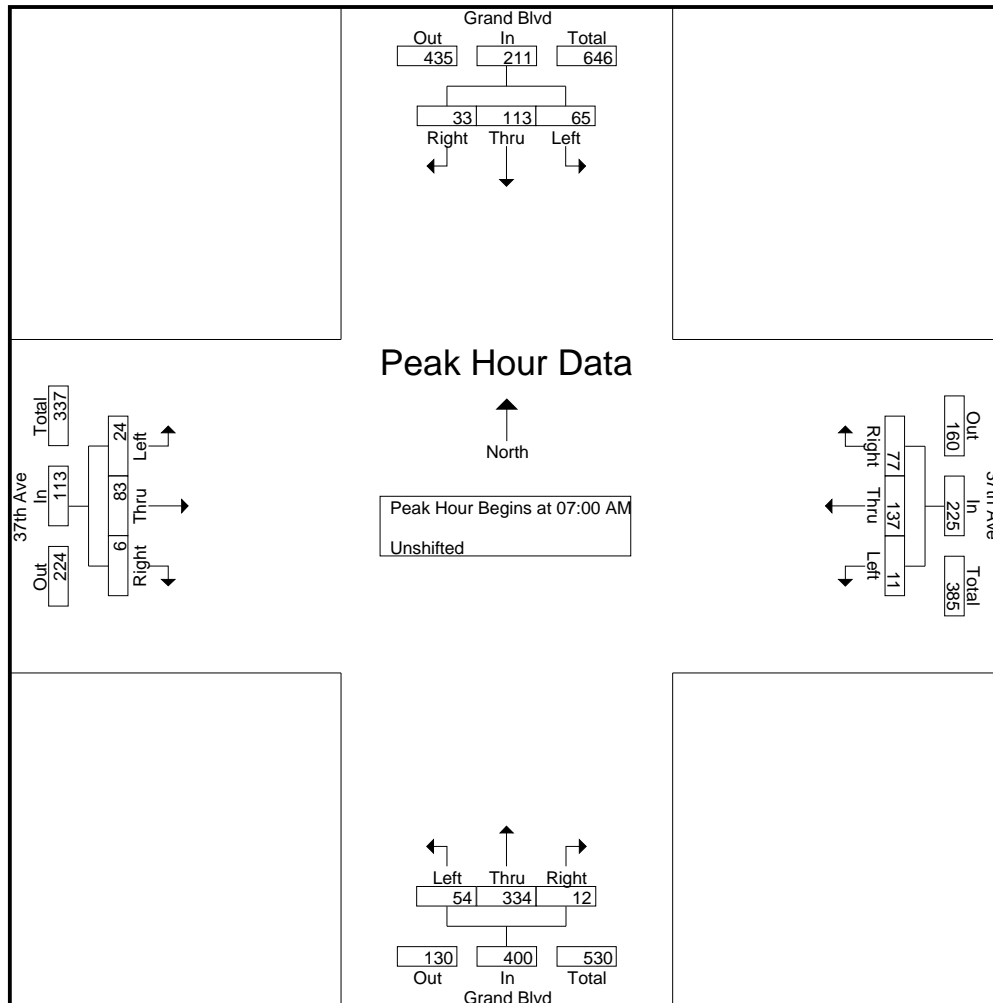 Grand Blvd
Out In Total
435 211 646
33 113 65
Right Thru Left
Peak Hour Data
North
Peak Hour Begins at 07:00 AM
Unshifted
37th Ave
Total In Out
337 113 224
24 83 6
Left Thru Right
Right Thru Left
77 137 11
160 225 385
Out In Total
37th Ave
Left Thru Right
54 334 12
130 400 530
Out In Total
Grand Blvd